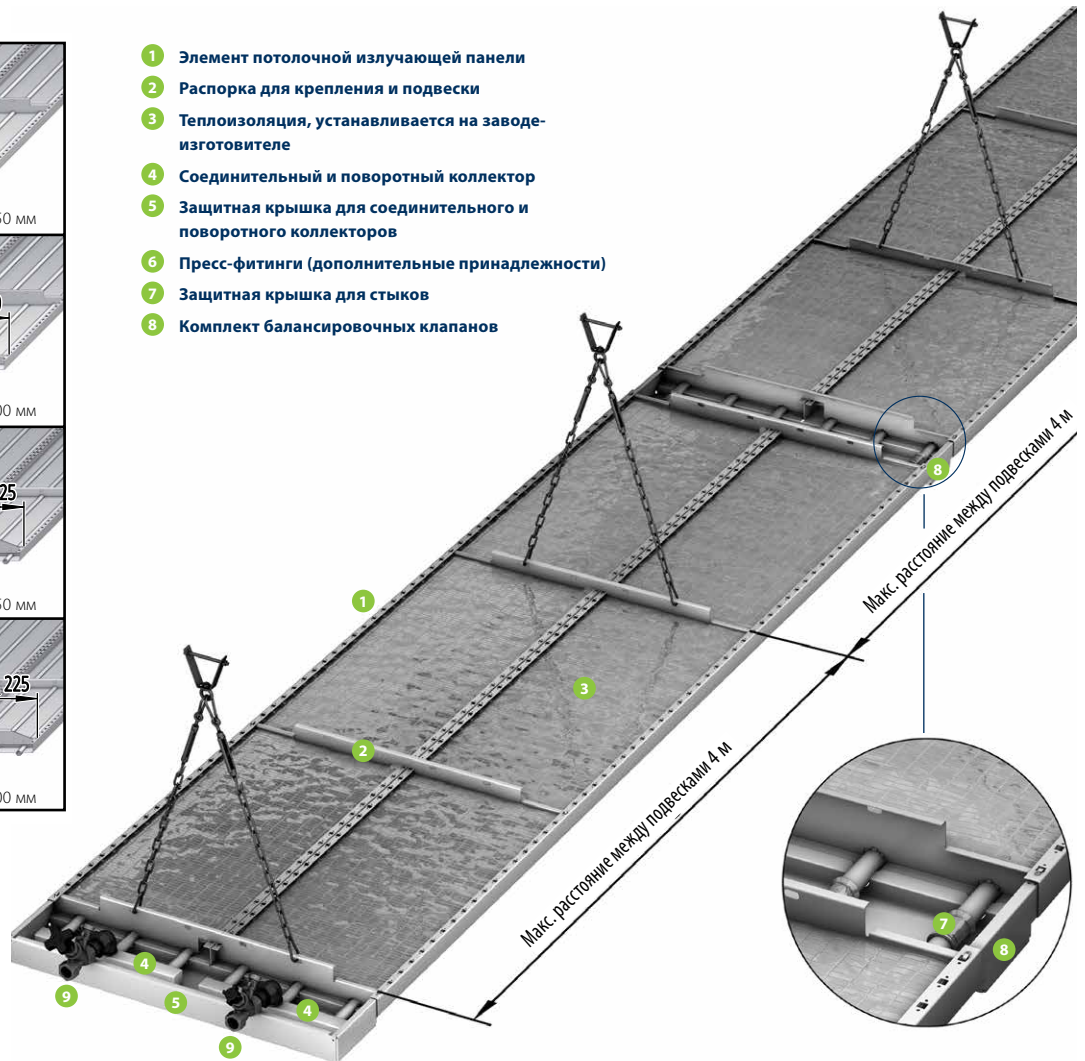 1 Элемент потолочной излучающей панели
2 Распорка для крепления и подвески
3 Теплоизоляция, устанавливается на заводе-
изготовителе
4 Соединительный и поворотный коллектор
5 Защитная крышка для соединительного и
поворотного коллекторов
6 Пресс-фитинги (дополнительные принадлежности)
7 Защитная крышка для стыков
8 Комплект балансировочных клапанов
мм
мм
225
мм
225
мм
8
Макс. расстояние между подвесками 4 м
1
3
2
Макс. расстояние между подвесками 4 м
7
8
4
5
4
9
9